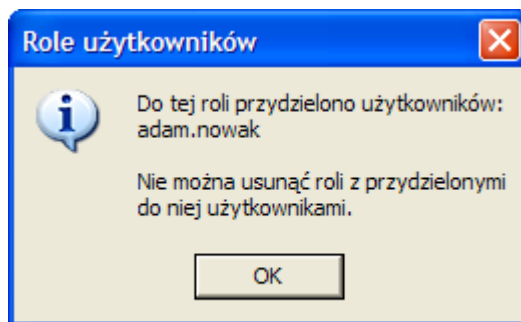 Role użytkowników
Do tej roli przydzielono użytkowników:
adam.nowak
Nie można usunąć roli z przydzielonymi
do niej użytkownikami.
OK